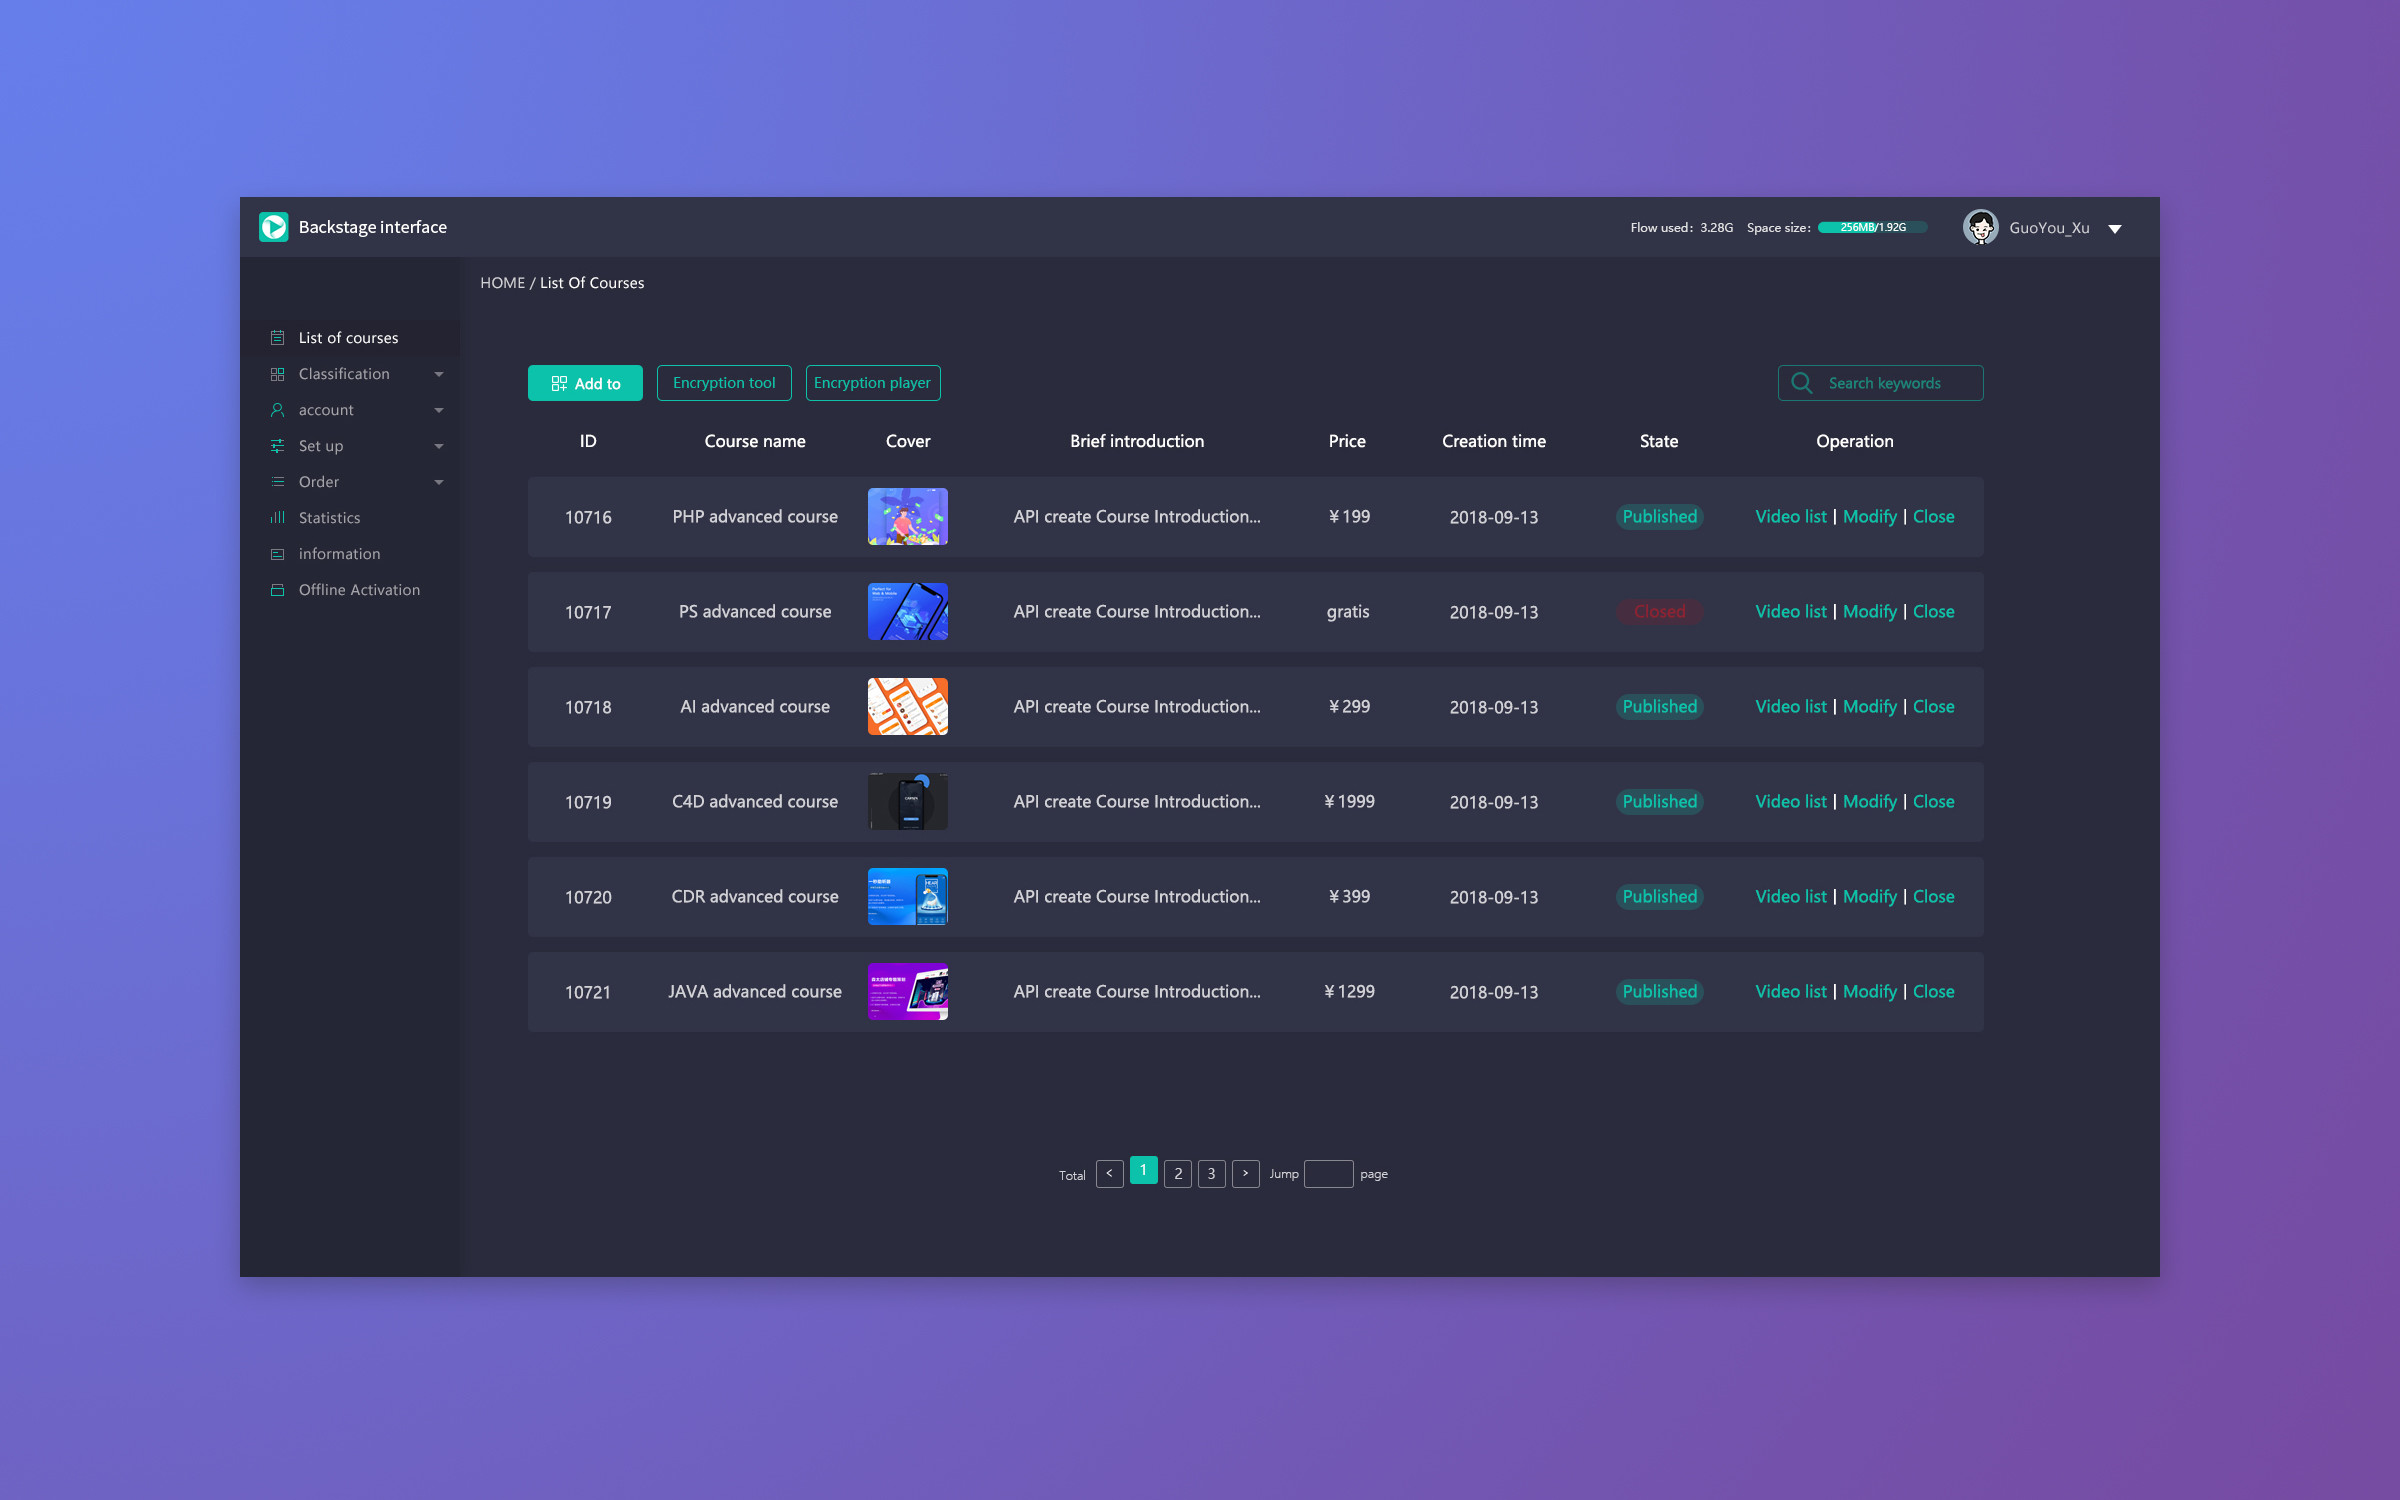 Backstage interface
Flow used: 3.28G Space size: 256MB/1.92G GuoYou_Xu
HOME / List Of Courses
List of courses
Classification
account
Set up
Order
Statistics
information
Offline Activation
Add to Encryption tool Encryption player Search keywords
ID Course name Cover Brief introduction Price Creation time State Operation
10716 PHP advanced course API create Course Introduction... ¥199 2018-09-13 Published Video list | Modify | Close
10717 PS advanced course API create Course Introduction... gratis 2018-09-13 Closed Video list | Modify | Close
10718 AI advanced course API create Course Introduction... ¥299 2018-09-13 Published Video list | Modify | Close
10719 C4D advanced course API create Course Introduction... ¥1999 2018-09-13 Published Video list | Modify | Close
10720 CDR advanced course API create Course Introduction... ¥399 2018-09-13 Published Video list | Modify | Close
10721 JAVA advanced course API create Course Introduction... ¥1299 2018-09-13 Published Video list | Modify | Close
Total < 1 2 3 > Jump page